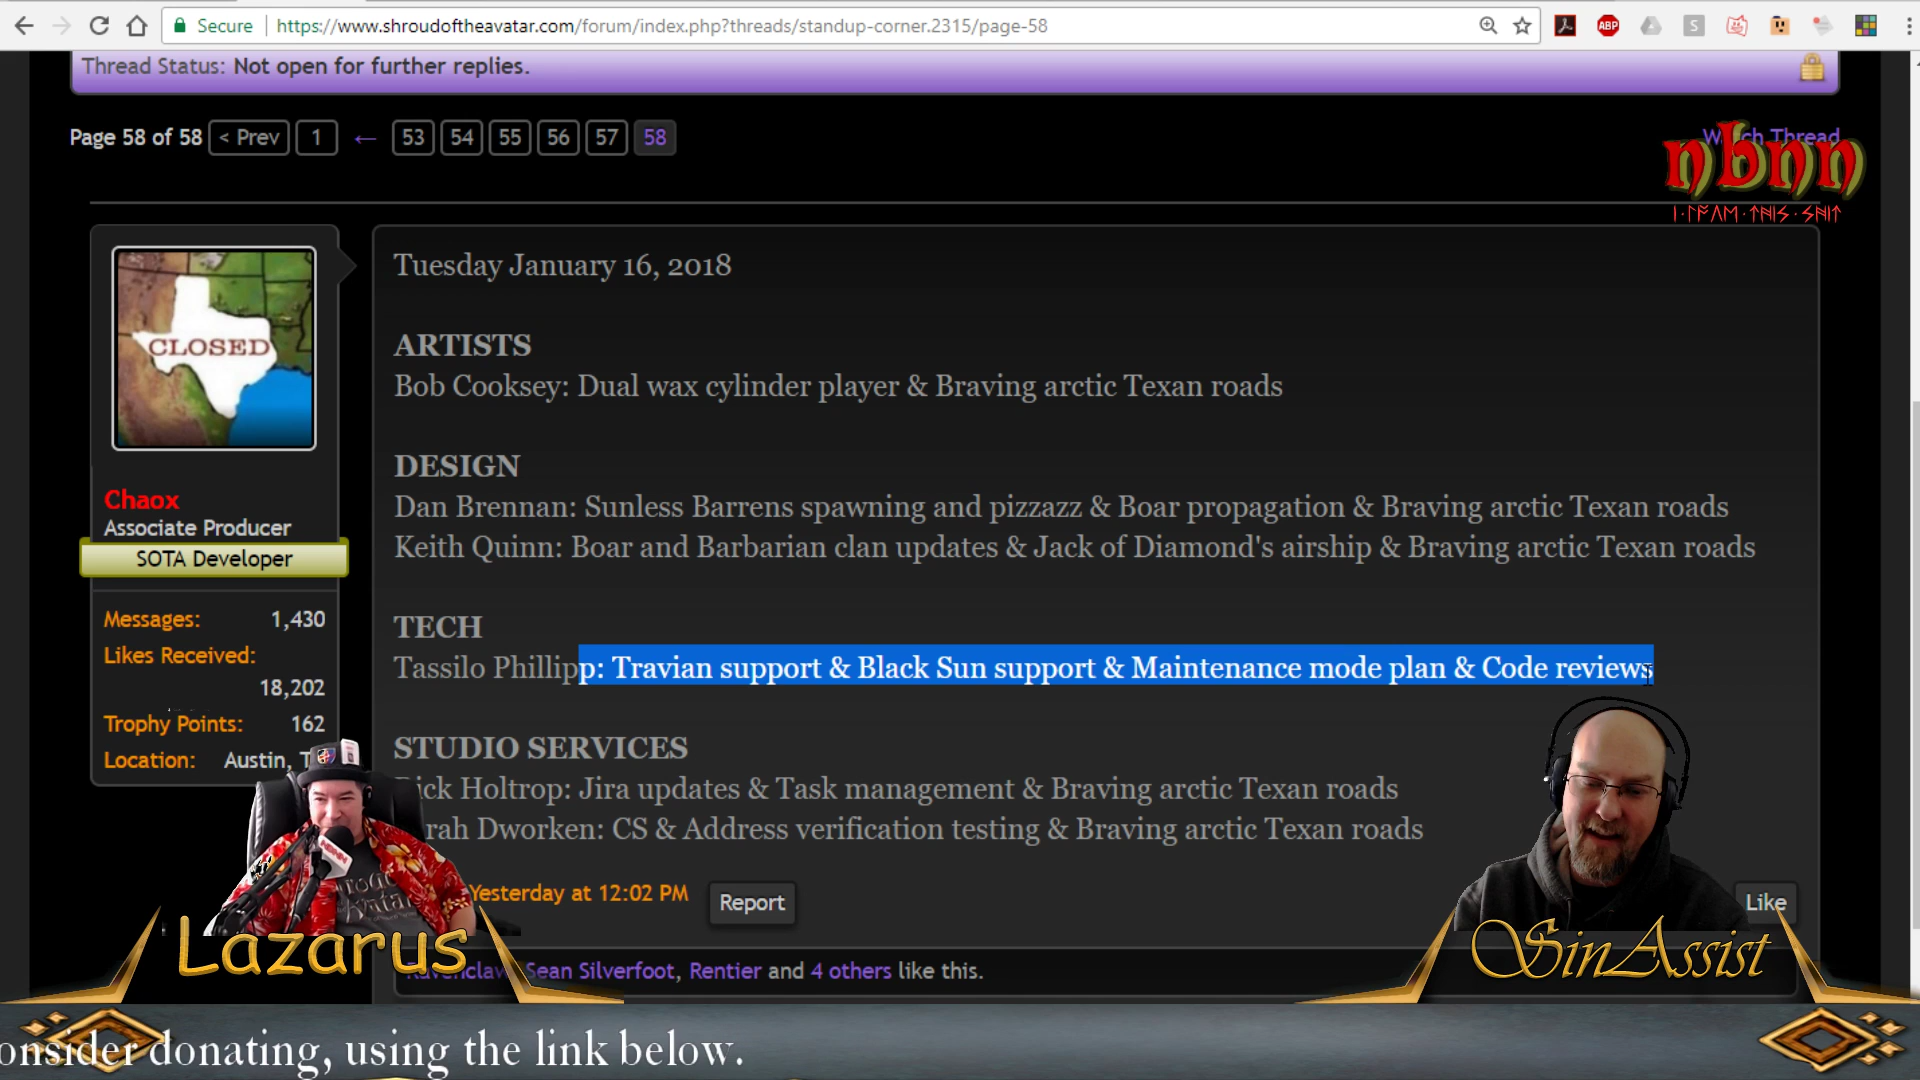 Secure https://www.shroudoftheavatar.com/forum/index.php?threads/standup-corner.2315/page-58
Thread Status: Not open for further replies.
Page 58 of 58 < Prev 1 ← 53 54 55 56 57 58
Thread
nbnn
Tuesday January 16, 2018
ARTISTS
Bob Cooksey: Dual wax cylinder player & Braving arctic Texan roads
DESIGN
Dan Brennan: Sunless Barrens spawning and pizzazz & Boar propagation & Braving arctic Texan roads
Keith Quinn: Boar and Barbarian clan updates & Jack of Diamond's airship & Braving arctic Texan roads
TECH
Tassilo Phillipp: Travian support & Black Sun support & Maintenance mode plan & Code reviews
STUDIO SERVICES
ick Holtrop: Jira updates & Task management & Braving arctic Texan roads
rah Dworken: CS & Address verification testing & Braving arctic Texan roads
Yesterday at 12:02 PM Report Like
Sean Silverfoot, Rentier and 4 others like this.
CLOSED
Chaox
Associate Producer
SOTA Developer
Messages: 1,430
Likes Received: 18,202
Trophy Points: 162
Location: Austin, T
ABP
S
NBNN
Lazarus
SinAssist
onsider donating, using the link below.